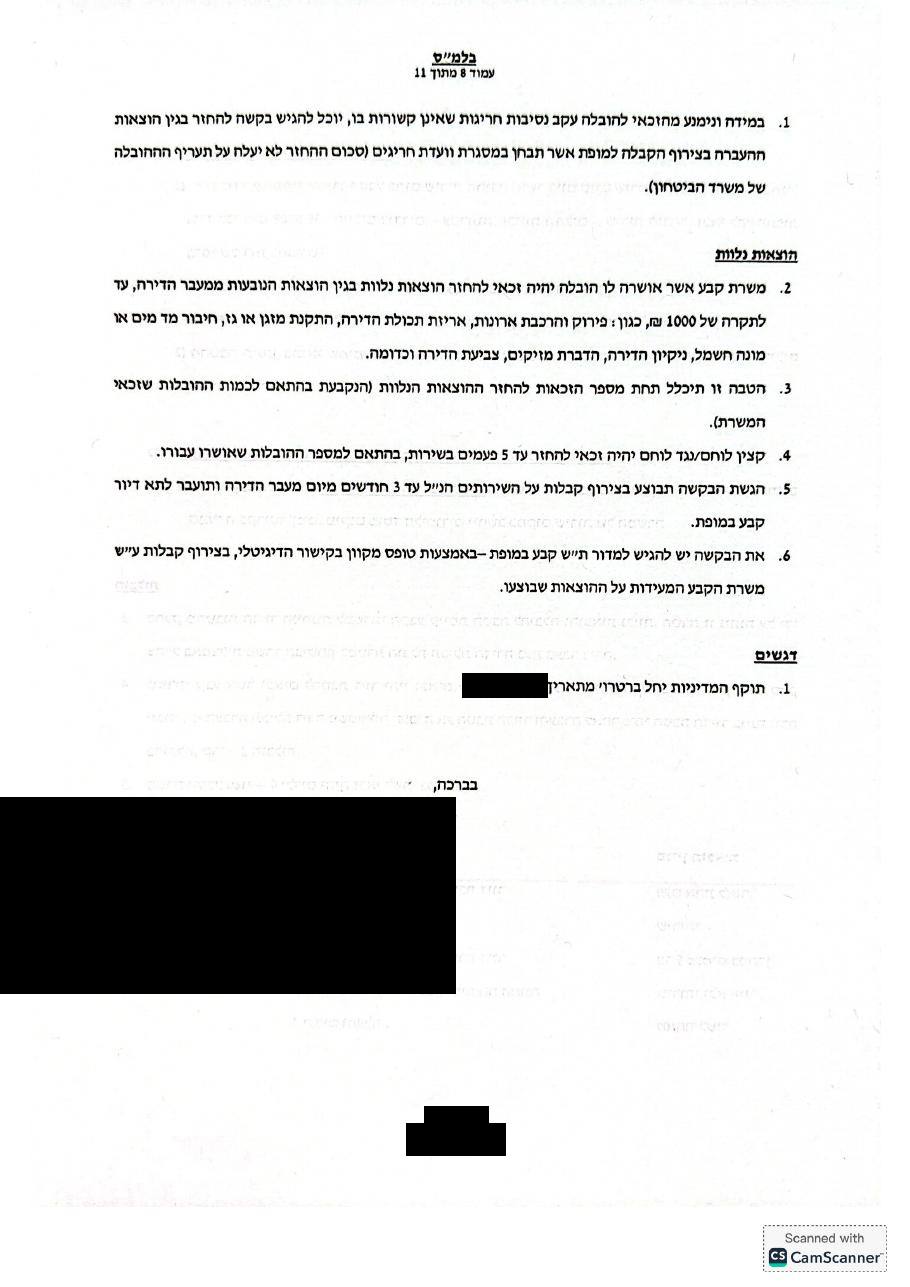 בלמ״ס
עמוד 8 מתוך 11
1. במידה ונימנע מהזכאי להובלה עקב נסיבות חריגות שאינן קשורות בו, יוכל להגיש בקשה להחזר בגין הוצאות
ההעברה בצירוף הקבלה למופת אשר תבחן במסגרת וועדת חריגים (סכום ההחזר לא יעלה על תעריף הההובלה
של משרד הביטחון).
הוצאות נלוות
2. משרת קבע אשר אושרה לו הובלה יהיה זכאי להחזר הוצאות נלוות בגין הוצאות הנובעות ממעבר הדירה, עד
לתקרה של 1000 ₪, כגון: פירוק והרכבת ארונות, אריזת תכולת הדירה, התקנת מזגן או גז, חיבור מד מים או
מונה חשמל, ניקיון הדירה, הדברת מזיקים, צביעת הדירה וכדומה.
3. הטבה זו תיכלל תחת מספר הזכאות להחזר ההוצאות הנלוות (הנקבעת בהתאם לכמות ההובלות שזכאי
המשרת).
4. קצין לוחם/נגד לוחם יהיה זכאי להחזר עד 5 פעמים בשירות, בהתאם למספר ההובלות שאושרו עבורו.
5. הגשת הבקשה תבוצע בצירוף קבלות על השירותים הנ״ל עד 3 חודשים מיום מעבר הדירה ותועבר לתא דיור
קבע במופת.
6. את הבקשה יש להגיש למדור ת״ש קבע במופת –באמצעות טופס מקוון בקישור הדיגיטלי, בצירוף קבלות ע״ש
משרת הקבע המעידות על ההוצאות שבוצעו.
דגשים
1. תוקף המדיניות יחל ברטרו׳ מתאריך
בברכה,
Scanned with
CS CamScanner